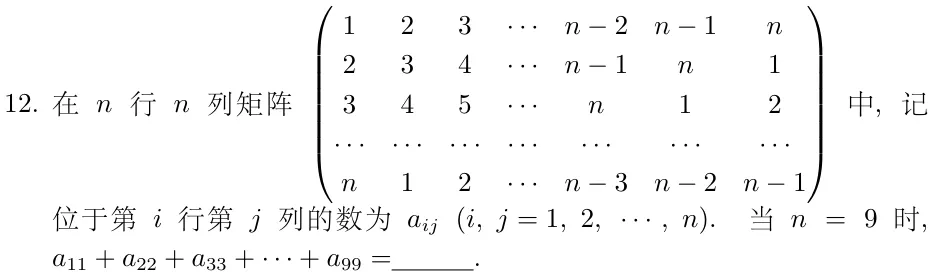 12. 在 n 行 n 列矩阵 ( 1 2 3 ⋯ n − 2 n − 1 n
2 3 4 ⋯ n − 1 n 1
3 4 5 ⋯ n 1 2
⋯ ⋯ ⋯ ⋯ ⋯ ⋯ ⋯
n 1 2 ⋯ n − 3 n − 2 n − 1 ) 中, 记
位于第 i 行第 j 列的数为 a_{ij} (i, j = 1, 2, ⋯, n). 当 n = 9 时,
a_{11} + a_{22} + a_{33} + ⋯ + a_{99} =______.